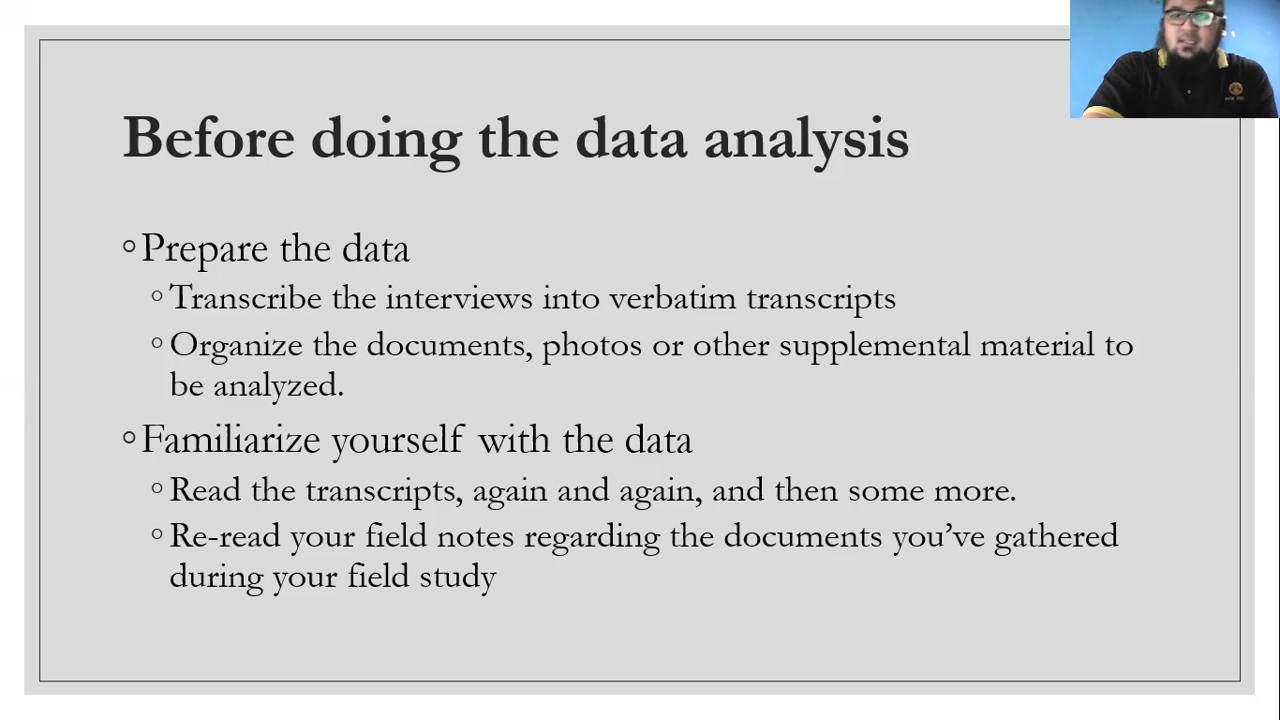 Before doing the data analysis
◦Prepare the data
◦Transcribe the interviews into verbatim transcripts
◦Organize the documents, photos or other supplemental material to
be analyzed.
◦Familiarize yourself with the data
◦Read the transcripts, again and again, and then some more.
◦Re-read your field notes regarding the documents you’ve gathered
during your field study